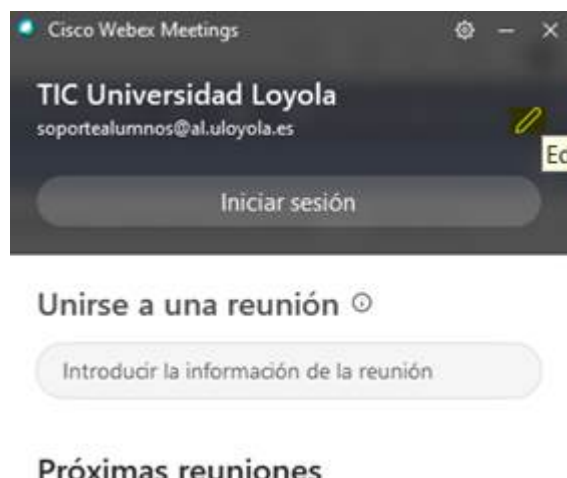 Cisco Webex Meetings
TIC Universidad Loyola
soportealumnos@al.uloyola.es
Iniciar sesión
Unirse a una reunión
Introducir la información de la reunión
Próximas reuniones